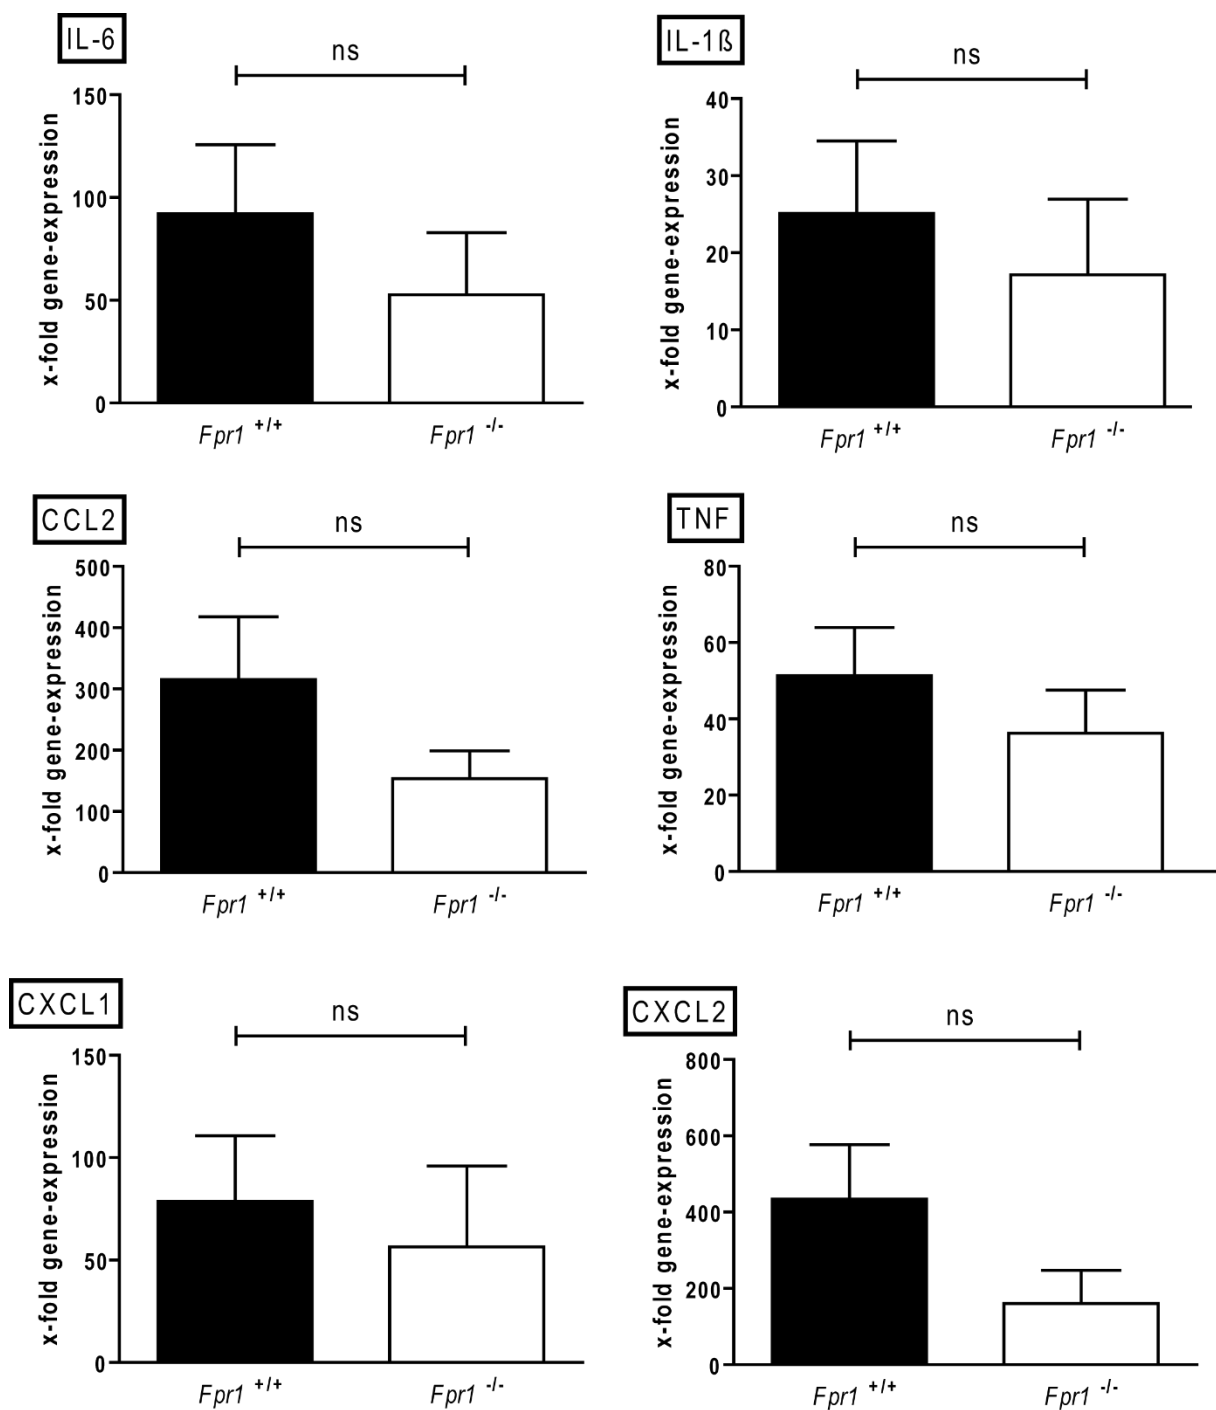 IL-6
ns
x-fold gene-expression
150
100
50
0
Fpr1 +/+
Fpr1 -/-
IL-1ß
ns
x-fold gene-expression
40
30
20
10
0
Fpr1 +/+
Fpr1 -/-
CCL2
ns
x-fold gene-expression
500
400
300
200
100
0
Fpr1 +/+
Fpr1 -/-
TNF
ns
x-fold gene-expression
80
60
40
20
0
Fpr1 +/+
Fpr1 -/-
CXCL1
ns
x-fold gene-expression
150
100
50
0
Fpr1 +/+
Fpr1 -/-
CXCL2
ns
x-fold gene-expression
800
600
400
200
0
Fpr1 +/+
Fpr1 -/-